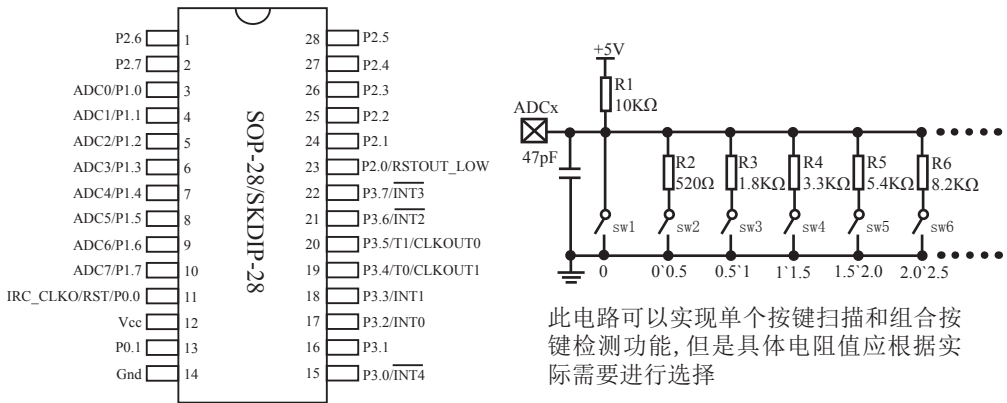 P2.6 1
P2.7 2
ADC0/P1.0 3
ADC1/P1.1 4
ADC2/P1.2 5
ADC3/P1.3 6
ADC4/P1.4 7
ADC5/P1.5 8
ADC6/P1.6 9
ADC7/P1.7 10
IRC_CLKO/RST/P0.0 11
Vcc 12
P0.1 13
Gnd 14
SOP-28/SKDIP-28
28 P2.5
27 P2.4
26 P2.3
25 P2.2
24 P2.1
23 P2.0/RSTOUT_LOW
22 P3.7/INT3
21 P3.6/INT2
20 P3.5/T1/CLKOUT0
19 P3.4/T0/CLKOUT1
18 P3.3/INT1
17 P3.2/INT0
16 P3.1
15 P3.0/INT4
+5V
R1
10KΩ
ADCx
47pF
R2
520Ω
R3
1.8KΩ
R4
3.3KΩ
R5
5.4KΩ
R6
8.2KΩ
sw1 sw2 sw3 sw4 sw5 sw6
0 0`0.5 0.5`1 1`1.5 1.5`2.0 2.0`2.5
此电路可以实现单个按键扫描和组合按
键检测功能,但是具体电阻值应根据实
际需要进行选择